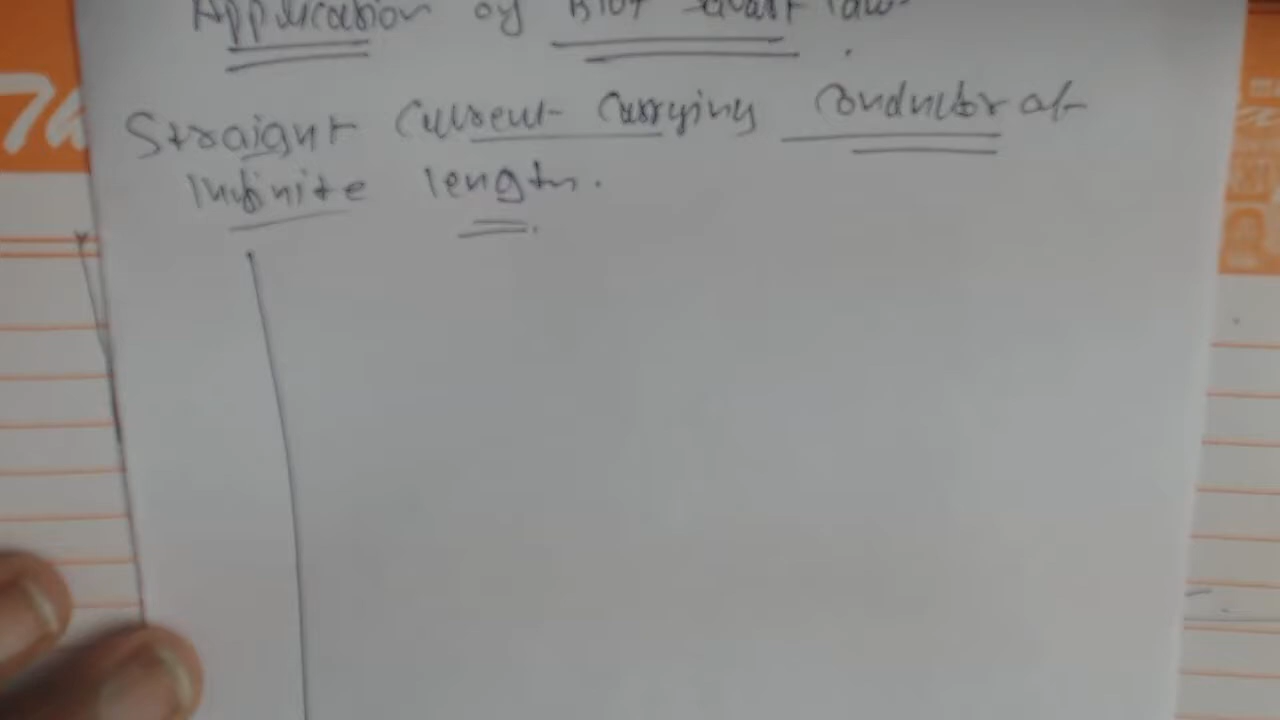 Application of Biot Savart law.
Straight Current Carrying Conductor of
Infinite length.